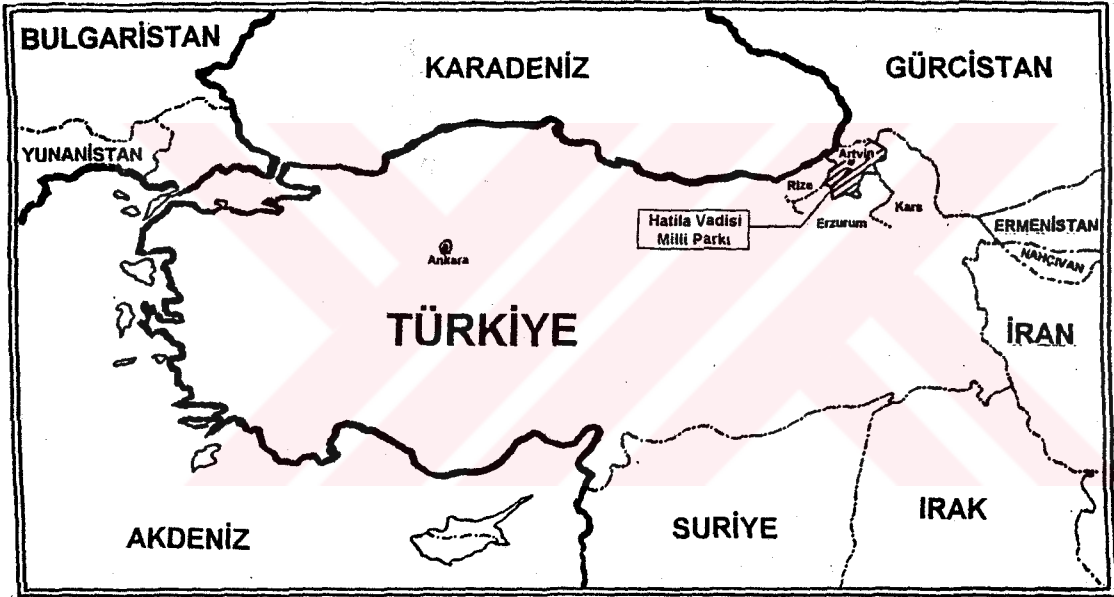 BULGARİSTAN
KARADENİZ
GÜRCİSTAN
YUNANİSTAN
Artvin
Rize
Kars
Hatila Vadisi
Milli Parkı
Erzurum
ERMENİSTAN
NAHÇIVAN
Ankara
TÜRKİYE
İRAN
AKDENİZ
SURİYE
IRAK